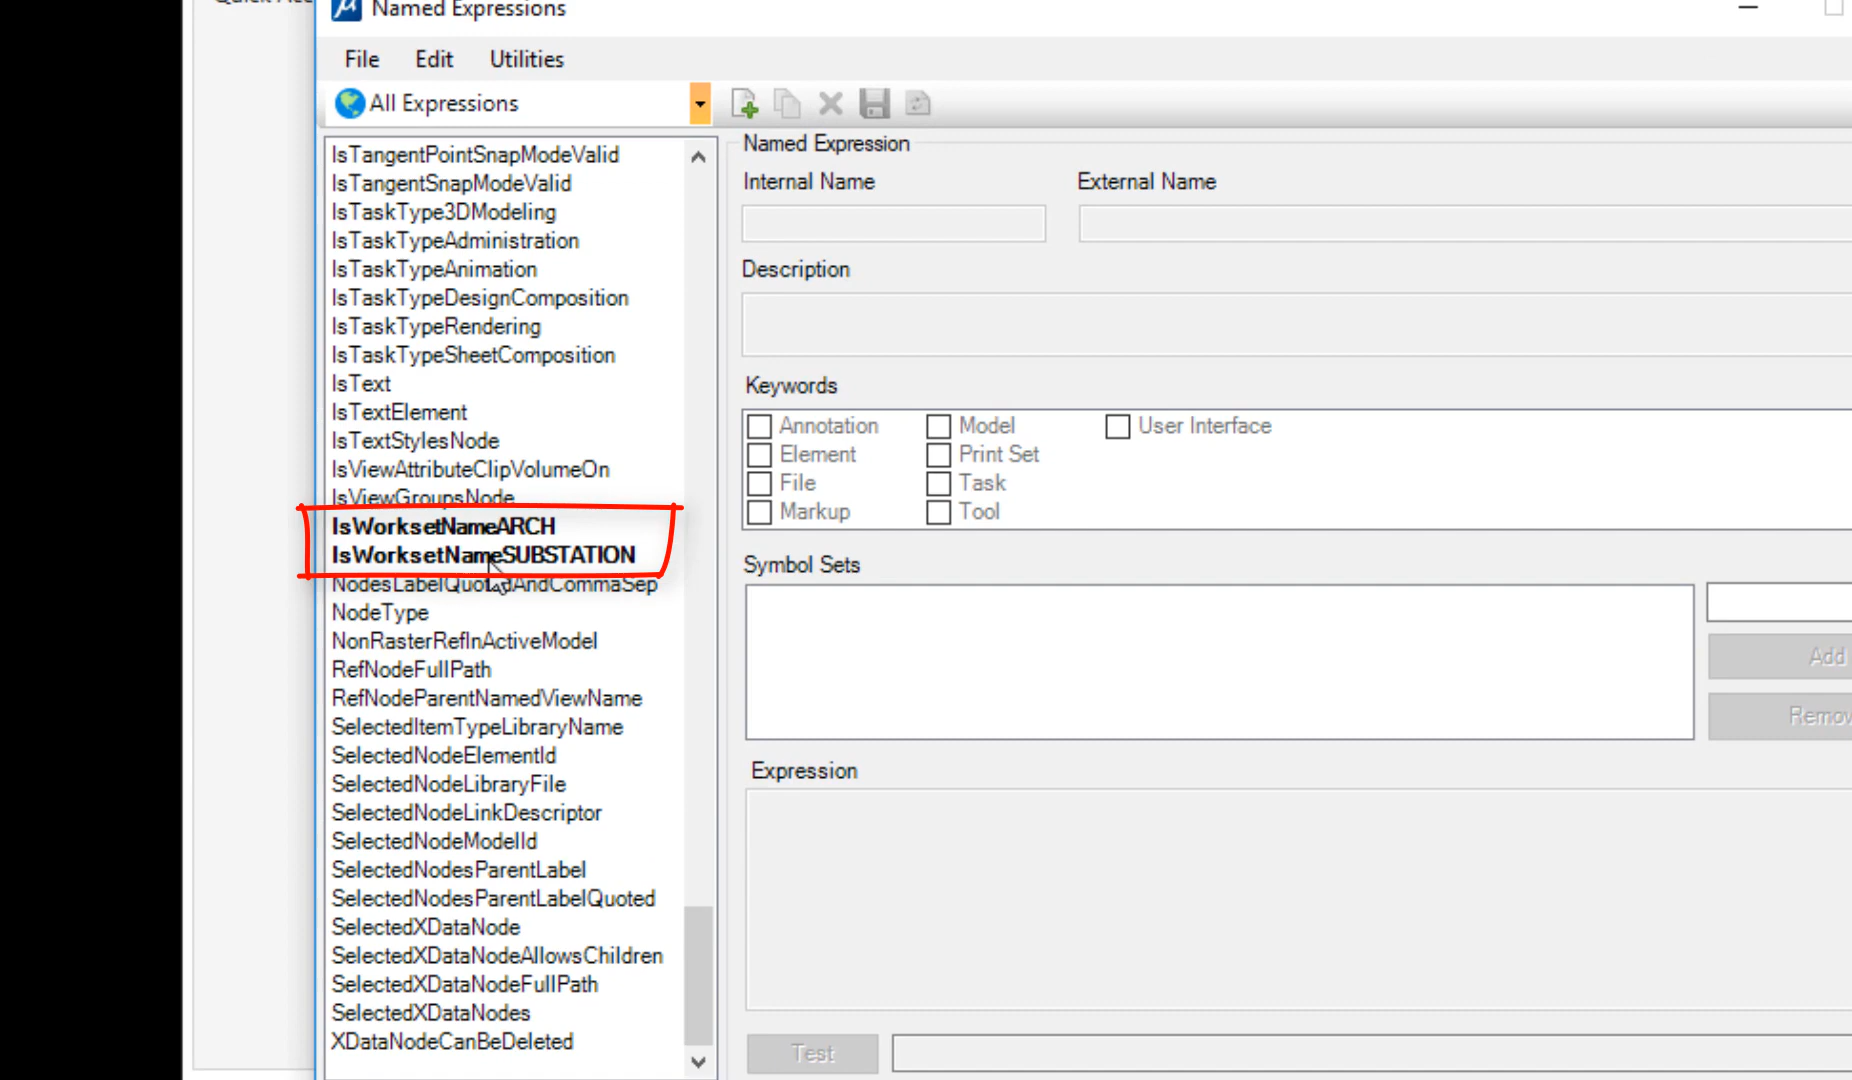 Named Expressions
File Edit Utilities
All Expressions
IsTangentPointSnapModeValid
IsTangentSnapModeValid
IsTaskType3DModeling
IsTaskTypeAdministration
IsTaskTypeAnimation
IsTaskTypeDesignComposition
IsTaskTypeRendering
IsTaskTypeSheetComposition
IsText
IsTextElement
IsTextStylesNode
IsViewAttributeClipVolumeOn
IsViewGroupsNode
IsWorksetNameARCH
IsWorksetNameSUBSTATION
NodesLabelQuotedAndCommaSep
NodeType
NonRasterRefInActiveModel
RefNodeFullPath
RefNodeParentNamedViewName
SelectedItemTypeLibraryName
SelectedNodeElementId
SelectedNodeLibraryFile
SelectedNodeLinkDescriptor
SelectedNodeModelId
SelectedNodesParentLabel
SelectedNodesParentLabelQuoted
SelectedXDataNode
SelectedXDataNodeAllowsChildren
SelectedXDataNodeFullPath
SelectedXDataNodes
XDataNodeCanBeDeleted
Named Expression
Internal Name External Name
Description
Keywords
Annotation Model User Interface
Element Print Set
File Task
Markup Tool
Symbol Sets
Add
Remov
Expression
Test